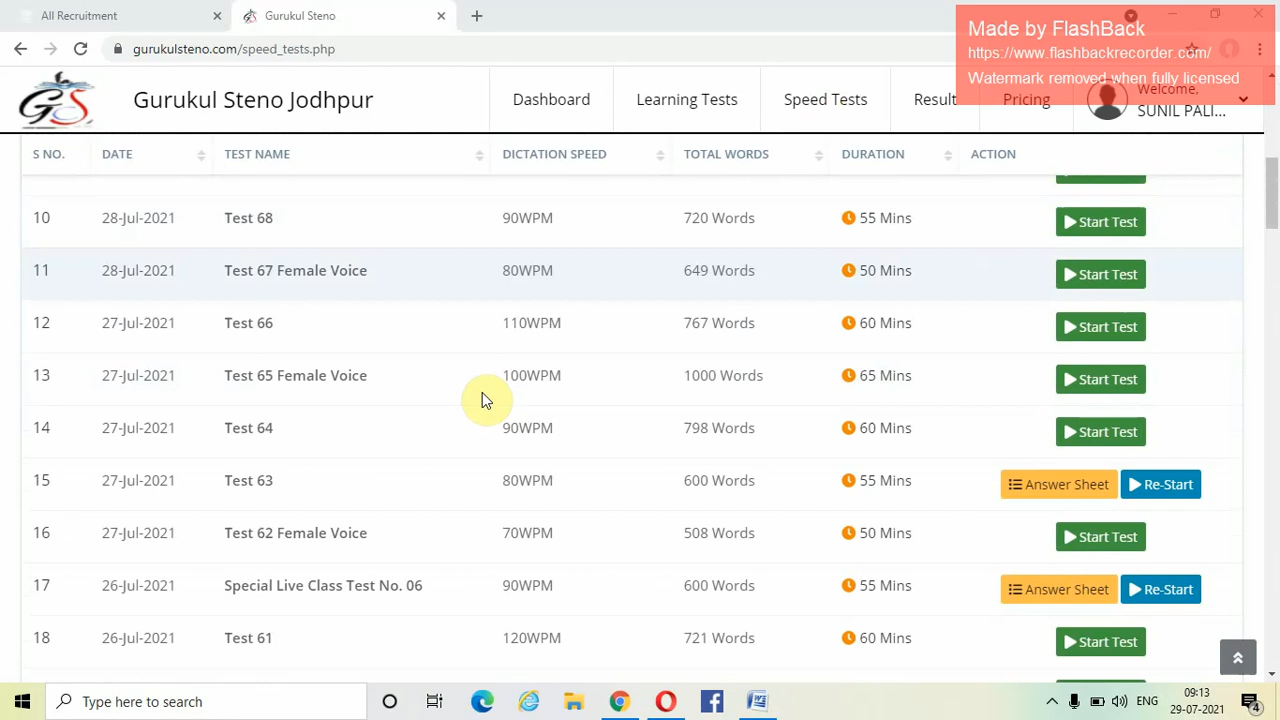 All Recruitment
Gurukul Steno
gurukulsteno.com/speed_tests.php
Made by FlashBack
https://www.flashbackrecorder.com/
Watermark removed when fully licensed
GS
Gurukul Steno Jodhpur
Dashboard
Learning Tests
Speed Tests
Result
Pricing
Welcome,
SUNIL PALI...
S NO. DATE TEST NAME DICTATION SPEED TOTAL WORDS DURATION ACTION
10 28-Jul-2021 Test 68 90WPM 720 Words 55 Mins Start Test
11 28-Jul-2021 Test 67 Female Voice 80WPM 649 Words 50 Mins Start Test
12 27-Jul-2021 Test 66 110WPM 767 Words 60 Mins Start Test
13 27-Jul-2021 Test 65 Female Voice 100WPM 1000 Words 65 Mins Start Test
14 27-Jul-2021 Test 64 90WPM 798 Words 60 Mins Start Test
15 27-Jul-2021 Test 63 80WPM 600 Words 55 Mins Answer Sheet Re-Start
16 27-Jul-2021 Test 62 Female Voice 70WPM 508 Words 50 Mins Start Test
17 26-Jul-2021 Special Live Class Test No. 06 90WPM 600 Words 55 Mins Answer Sheet Re-Start
18 26-Jul-2021 Test 61 120WPM 721 Words 60 Mins Start Test
Type here to search
ENG
09:13
29-07-2021
4